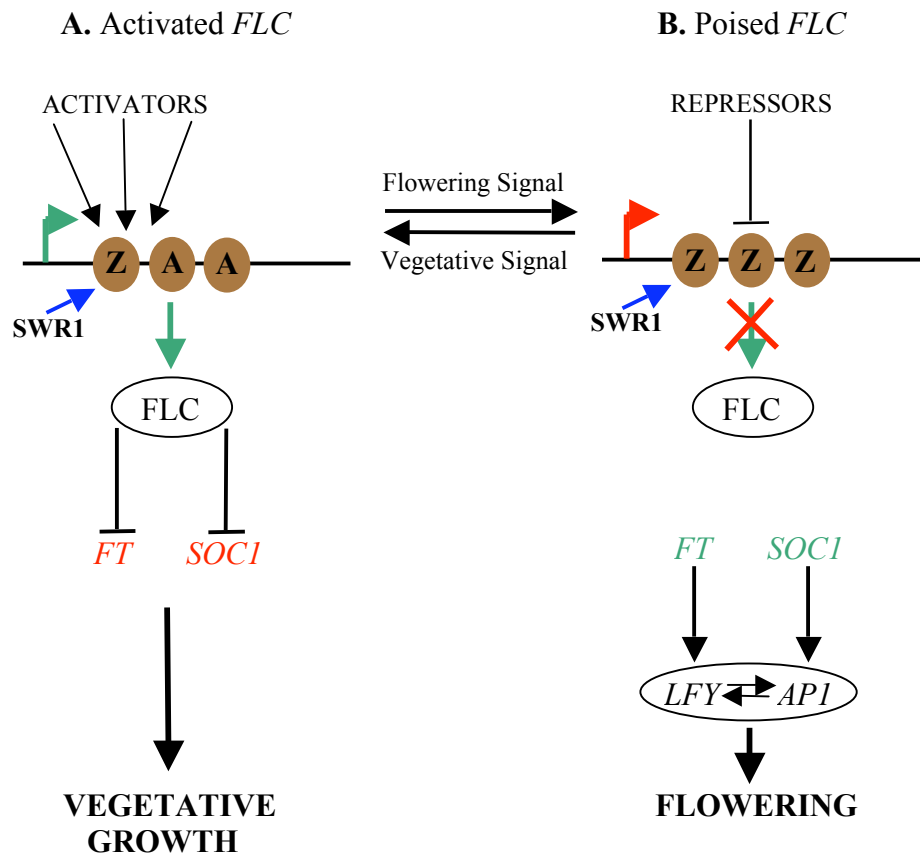 A. Activated FLC
ACTIVATORS
Z A A
SWR1
FLC
FT SOC1
VEGETATIVE
GROWTH
Flowering Signal
Vegetative Signal
B. Poised FLC
REPRESSORS
Z Z Z
SWR1
FLC
FT SOC1
LFY AP1
FLOWERING